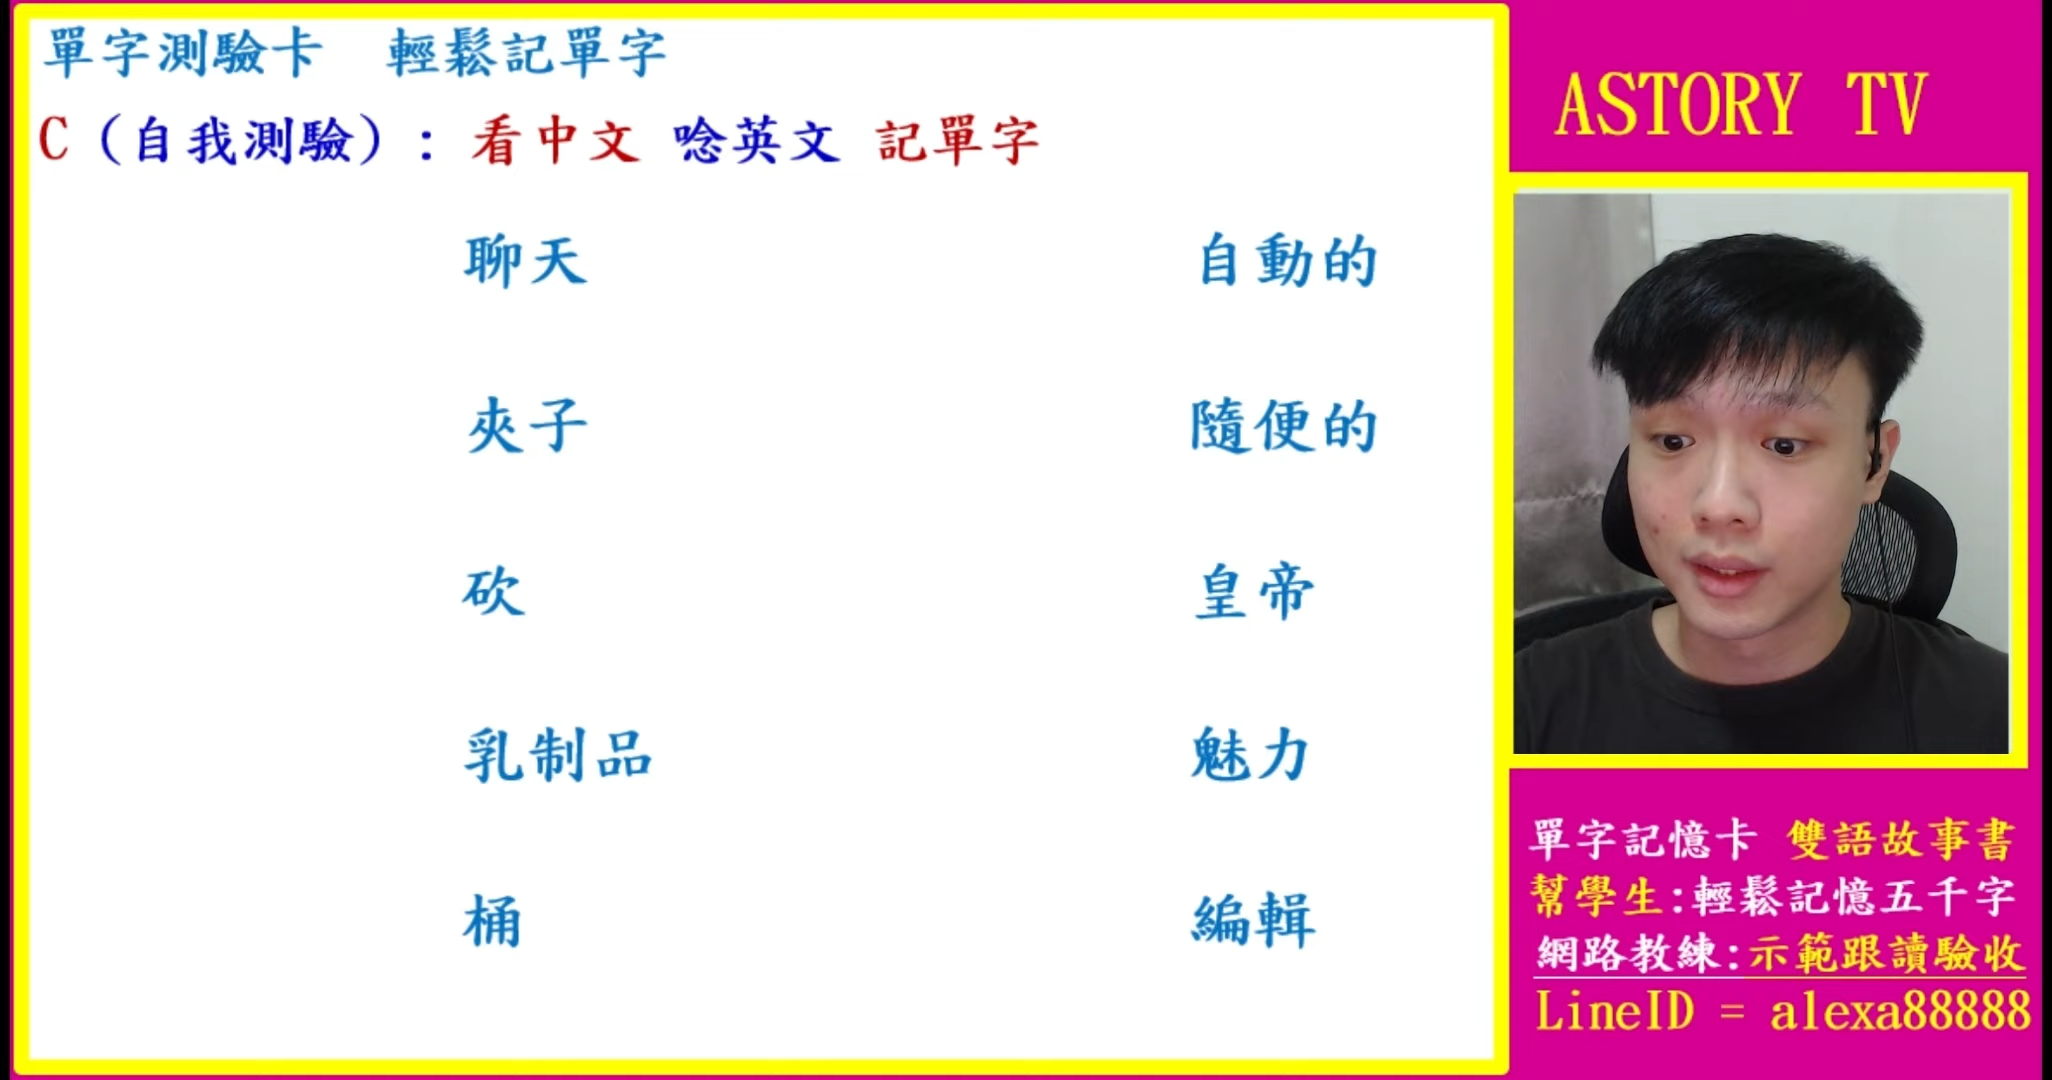 單字測驗卡 輕鬆記單字
C（自我測驗）: 看中文 唸英文 記單字
聊天 自動的
夾子 隨便的
砍 皇帝
乳制品 魅力
桶 編輯
ASTORY TV
單字記憶卡 雙語故事書
幫學生:輕鬆記憶五千字
網路教練:示範跟讀驗收
LineID = alexa88888